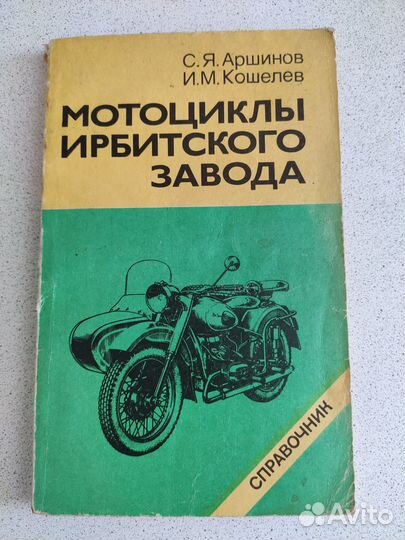 С.Я.Аршинов
И.М.Кошелев
МОТОЦИКЛЫ
ИРБИТСКОГО
ЗАВОДА
СПРАВОЧНИК
Avito